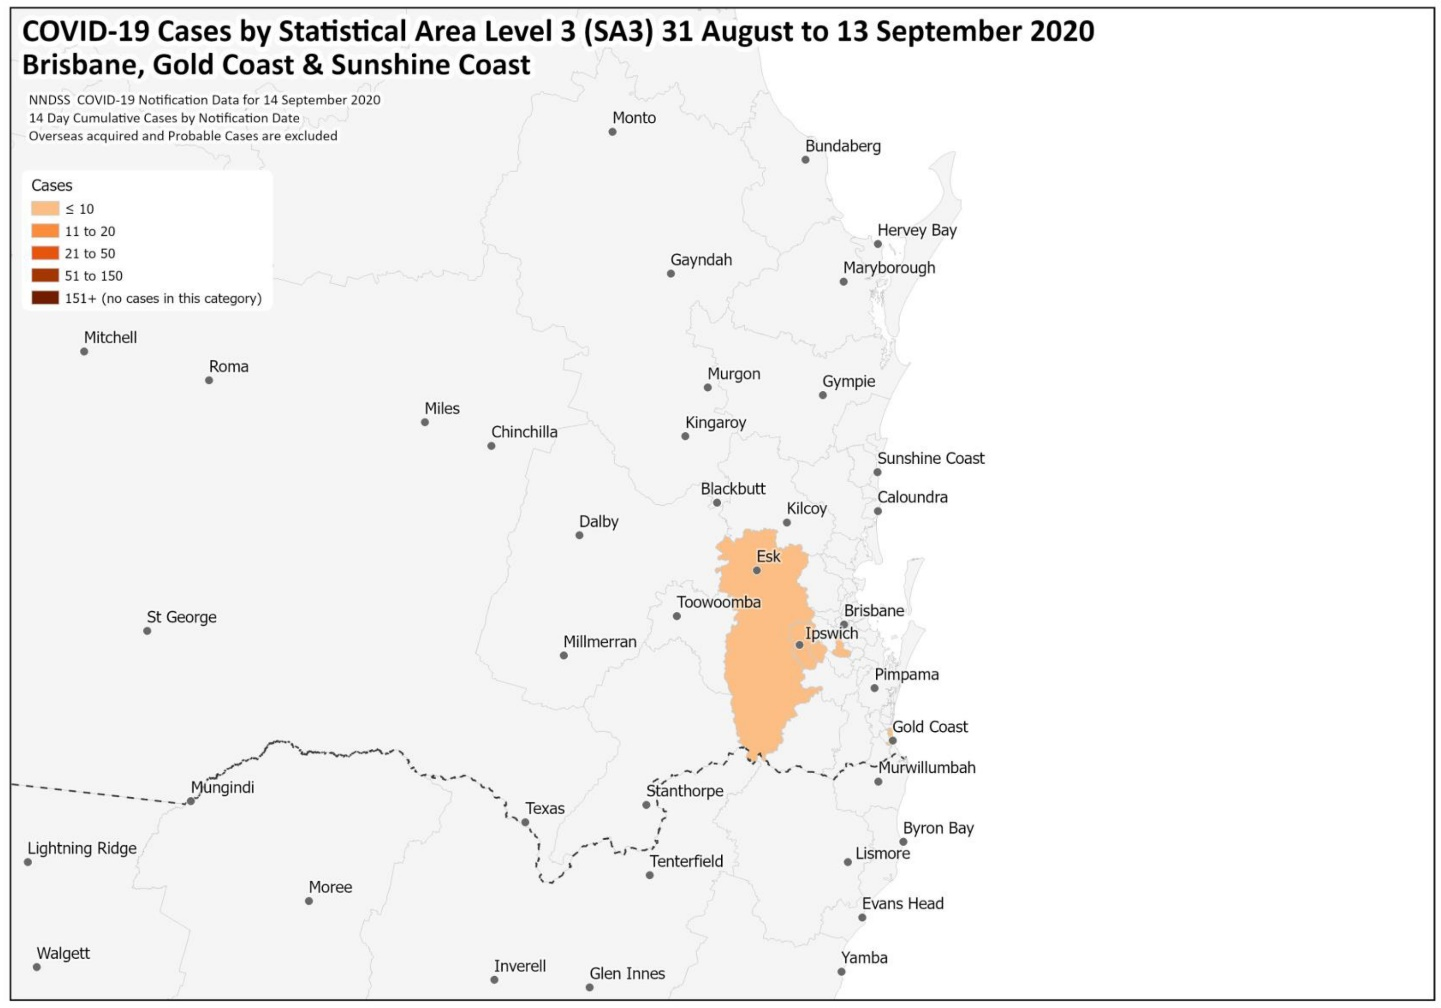 COVID-19 Cases by Statistical Area Level 3 (SA3) 31 August to 13 September 2020
Brisbane, Gold Coast & Sunshine Coast
NNDSS COVID-19 Notification Data for 14 September 2020
14 Day Cumulative Cases by Notification Date
Overseas acquired and Probable Cases are excluded
Cases
≤ 10
11 to 20
21 to 50
51 to 150
151+ (no cases in this category)
Monto
Bundaberg
Hervey Bay
Gayndah
Maryborough
Mitchell
Roma
Murgon
Gympie
Miles
Chinchilla
Kingaroy
Sunshine Coast
Blackbutt
Caloundra
Kilcoy
Dalby
Esk
Toowoomba
Brisbane
St George
Ipswich
Millmerran
Pimpama
Gold Coast
Murwillumbah
Mungindi
Stanthorpe
Texas
Byron Bay
Lightning Ridge
Lismore
Tenterfield
Moree
Evans Head
Walgett
Yamba
Inverell
Glen Innes